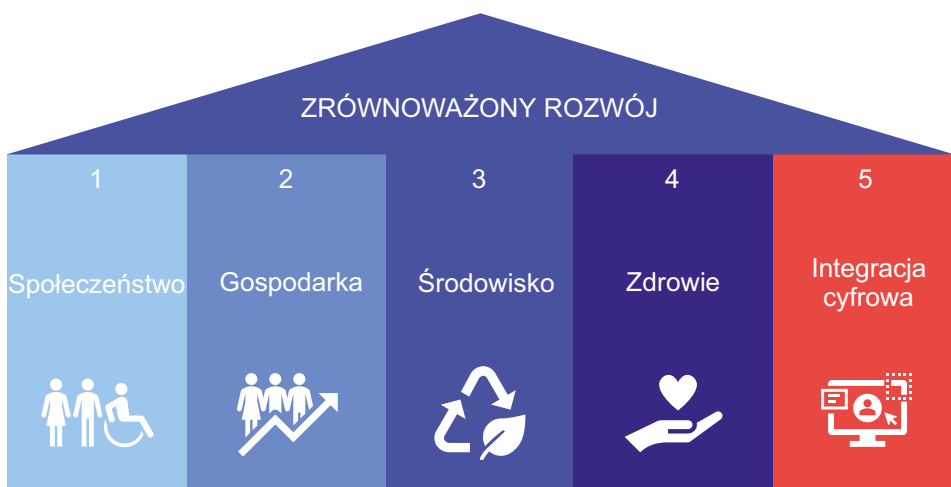 ZRÓWNOWAŻONY ROZWÓJ
1
Społeczeństwo
2
Gospodarka
3
Środowisko
4
Zdrowie
5
Integracja
cyfrowa